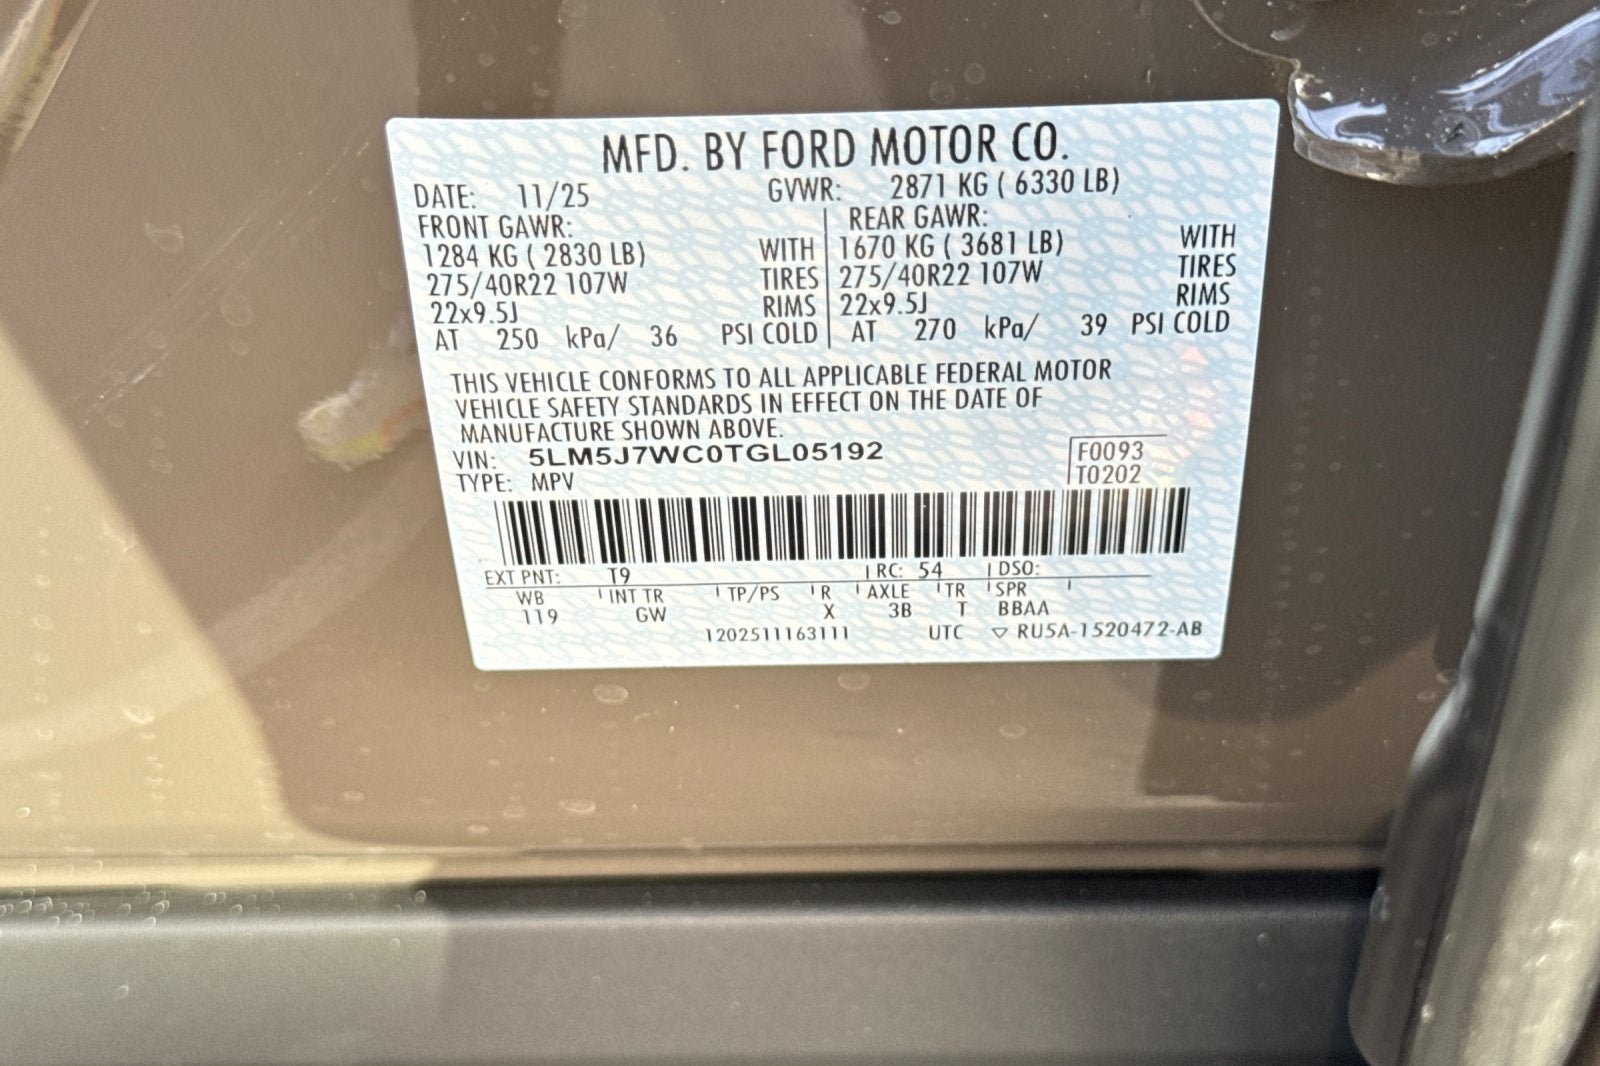 MFD. BY FORD MOTOR CO.
DATE: 11/25 GVWR: 2871 KG ( 6330 LB)
FRONT GAWR: REAR GAWR:
1284 KG ( 2830 LB) WITH 1670 KG ( 3681 LB) WITH
275/40R22 107W TIRES 275/40R22 107W TIRES
22x9.5J RIMS 22x9.5J RIMS
AT 250 kPa/ 36 PSI COLD AT 270 kPa/ 39 PSI COLD
THIS VEHICLE CONFORMS TO ALL APPLICABLE FEDERAL MOTOR
VEHICLE SAFETY STANDARDS IN EFFECT ON THE DATE OF
MANUFACTURE SHOWN ABOVE.
VIN: 5LM5J7WC0TGL05192 F0093
TYPE: MPV T0202
EXT PNT: T9 RC: 54 DSO:
WB INT TR TP/PS R AXLE TR SPR
119 GW X 3B T BBAA
1202511163111 UTC ▽ RU5A-1520472-AB